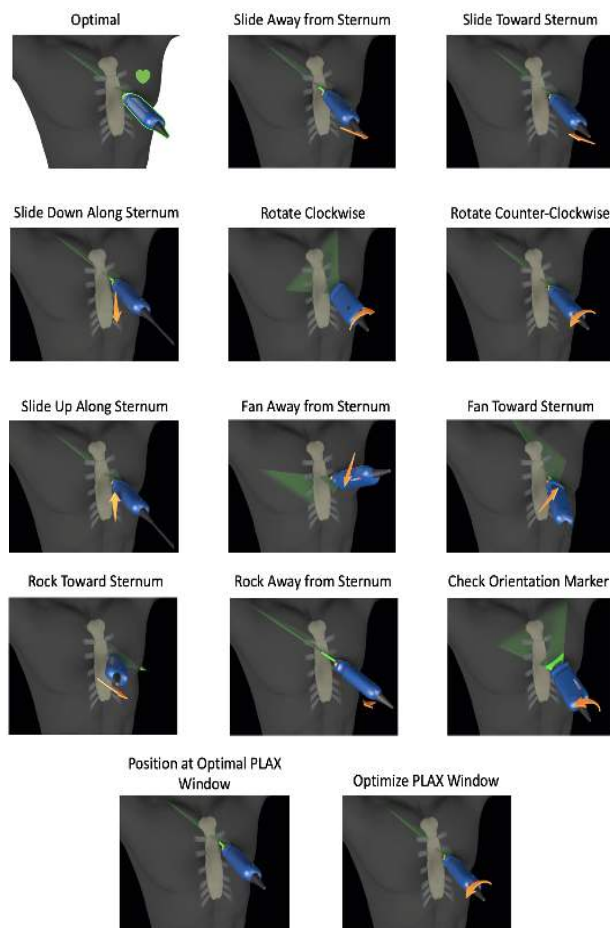 Optimal
Slide Away from Sternum
Slide Toward Sternum
Slide Down Along Sternum
Rotate Clockwise
Rotate Counter-Clockwise
Slide Up Along Sternum
Fan Away from Sternum
Fan Toward Sternum
Rock Toward Sternum
Rock Away from Sternum
Check Orientation Marker
Position at Optimal PLAX
Window
Optimize PLAX Window